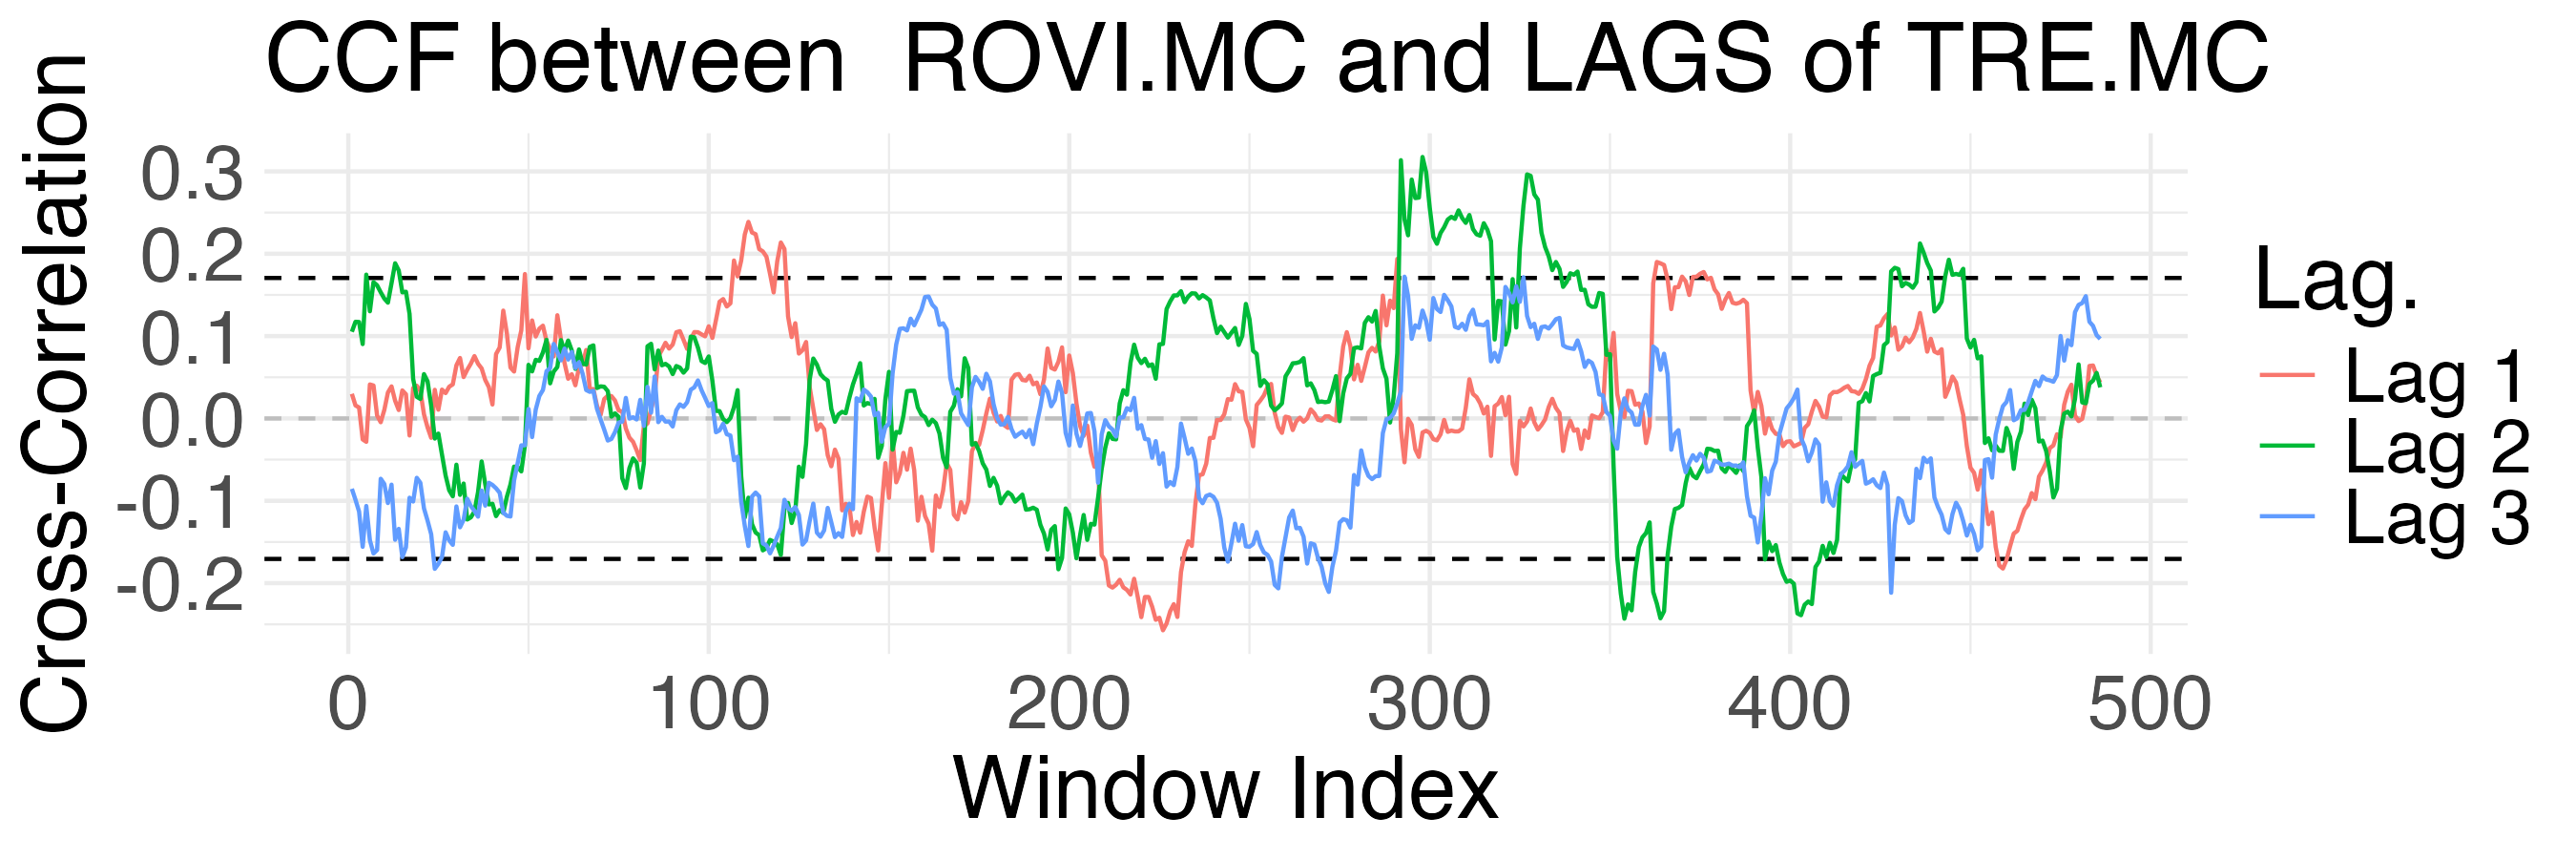 CCF between  ROVI.MC and LAGS of TRE.MC
Cross-Correlation
0.3
0.2
0.1
0.0
-0.1
-0.2
0 100 200 300 400 500
Window Index
Lag.
Lag 1
Lag 2
Lag 3